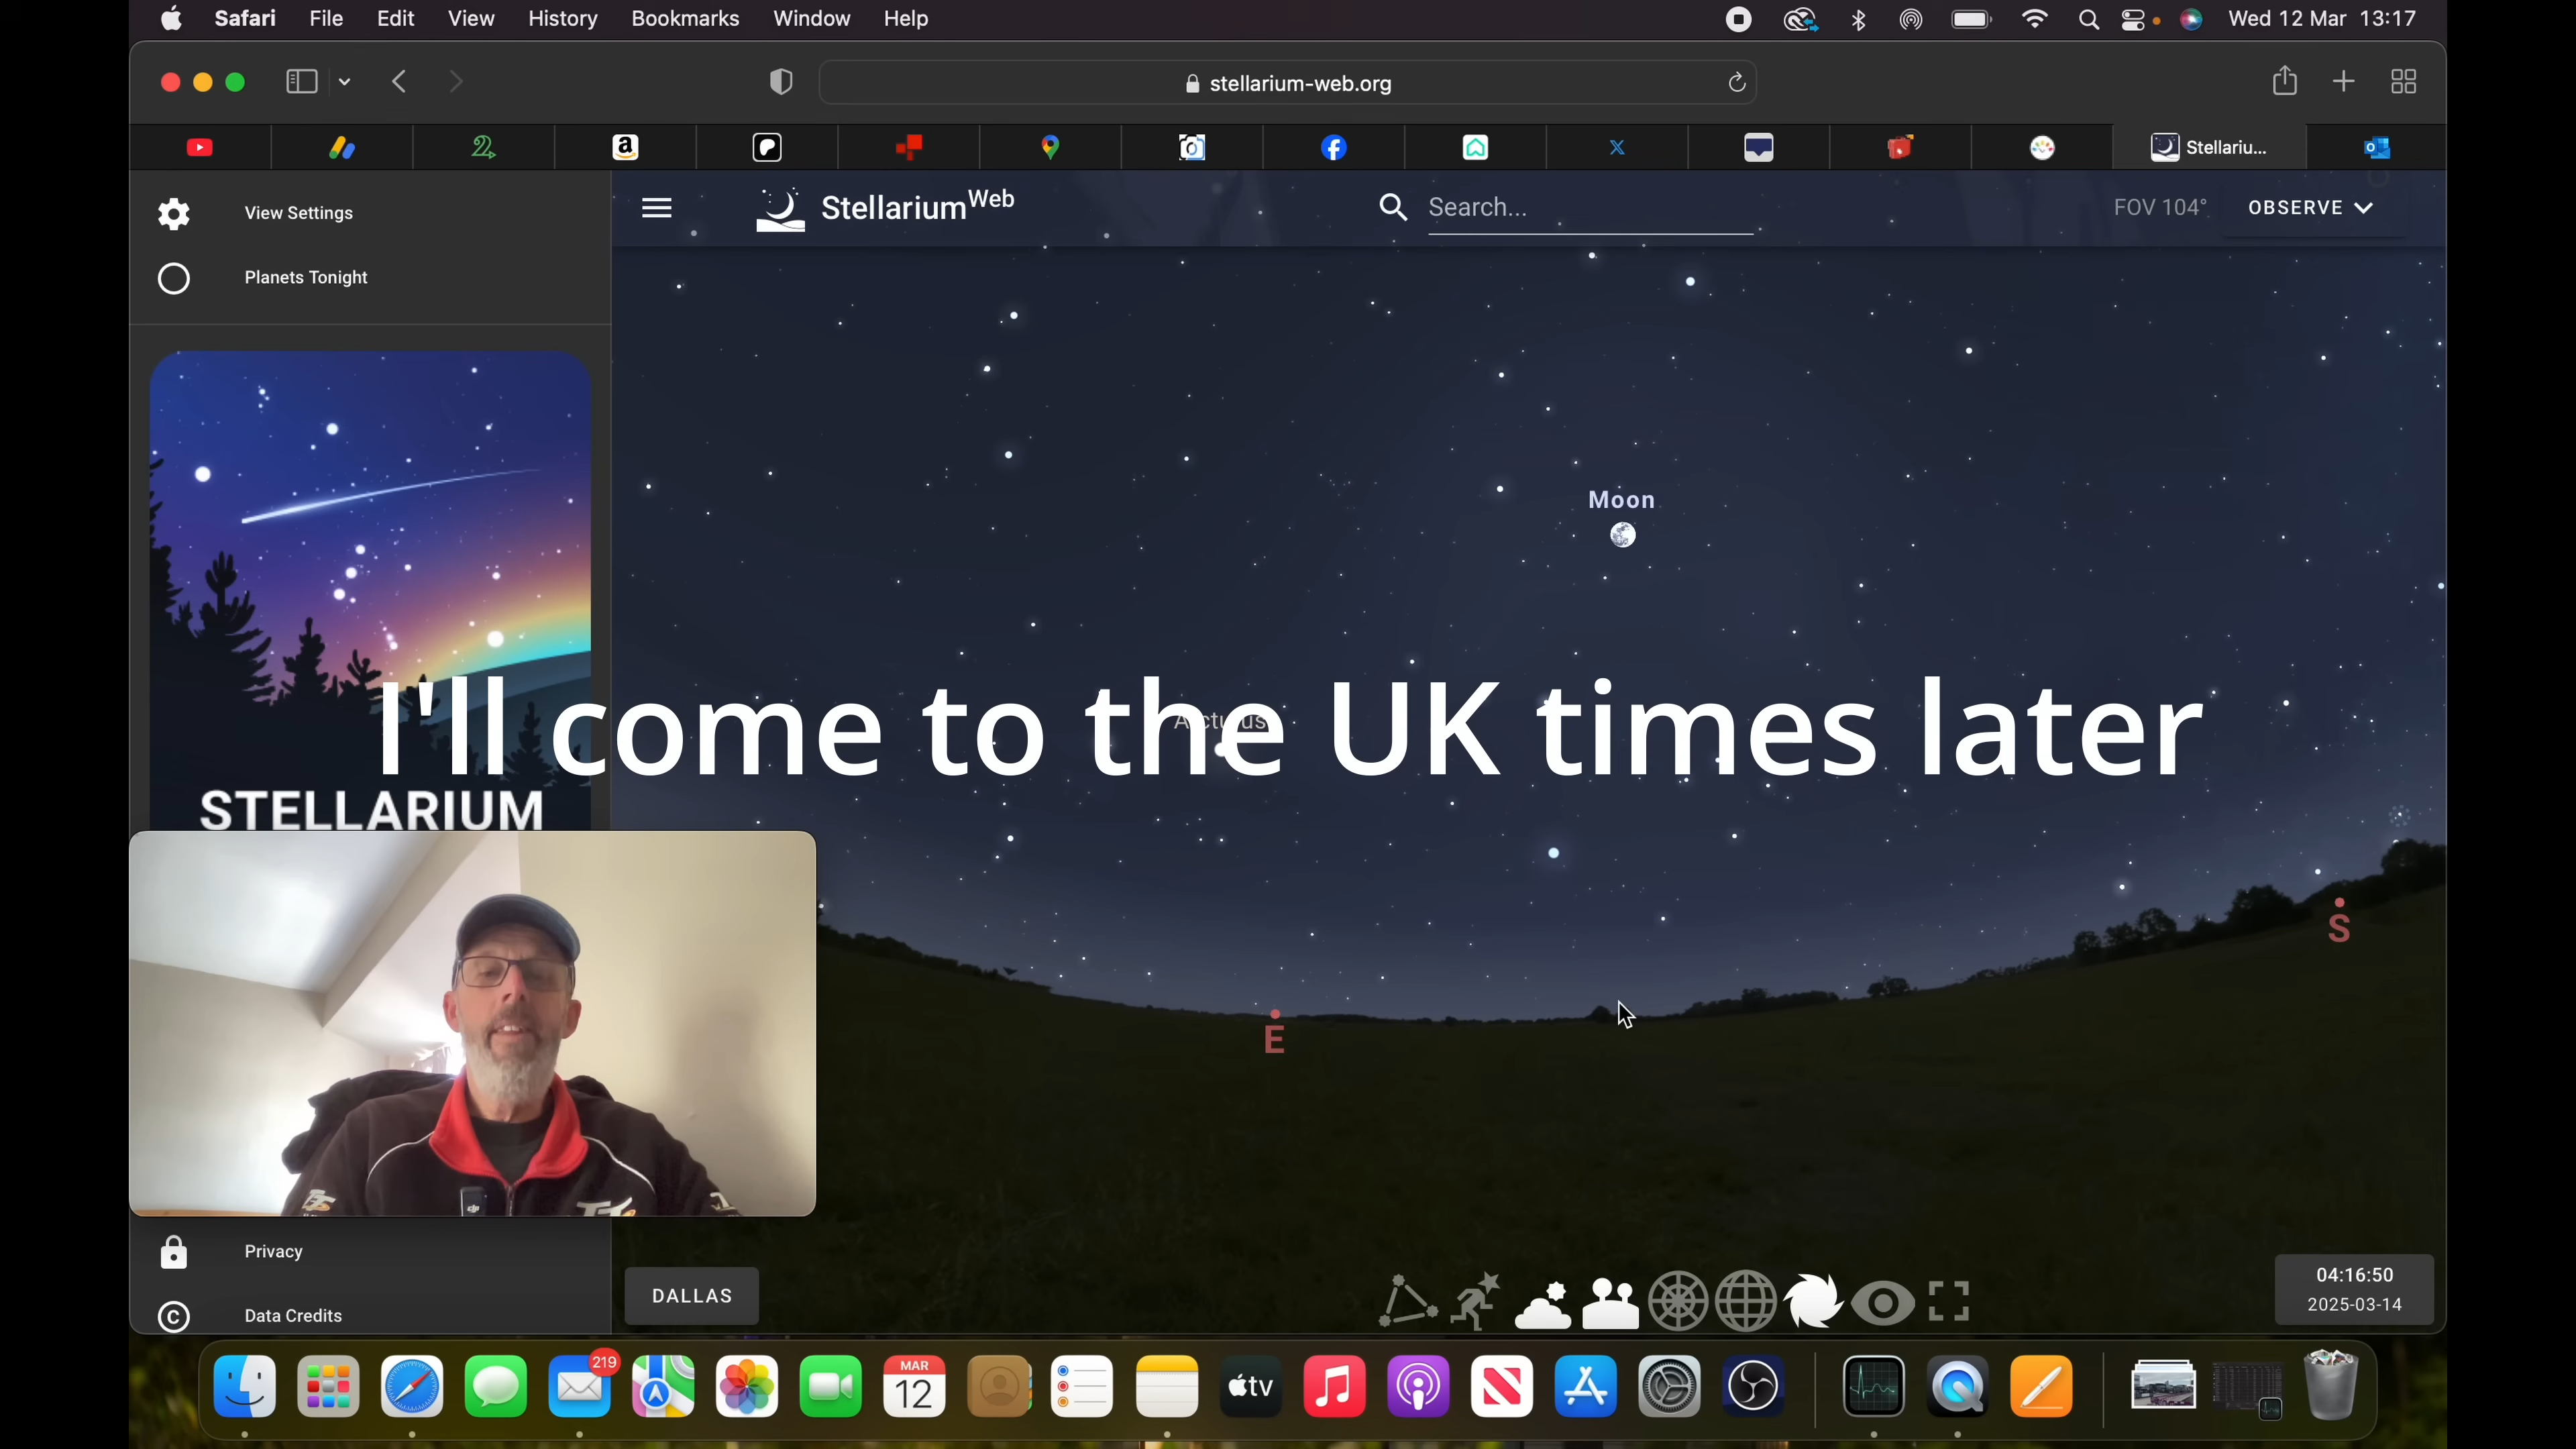 Safari File Edit View History Bookmarks Window Help Wed 12 Mar 13:17
stellarium-web.org
Stellariu...
View Settings
Planets Tonight
StellariumWeb
Search...
FOV 104°
OBSERVE
Moon
Arcturus
I'll come to the UK times later
STELLARIUM
S
E
Privacy
Data Credits
DALLAS
04:16:50
2025-03-14
219
MAR
12
tv